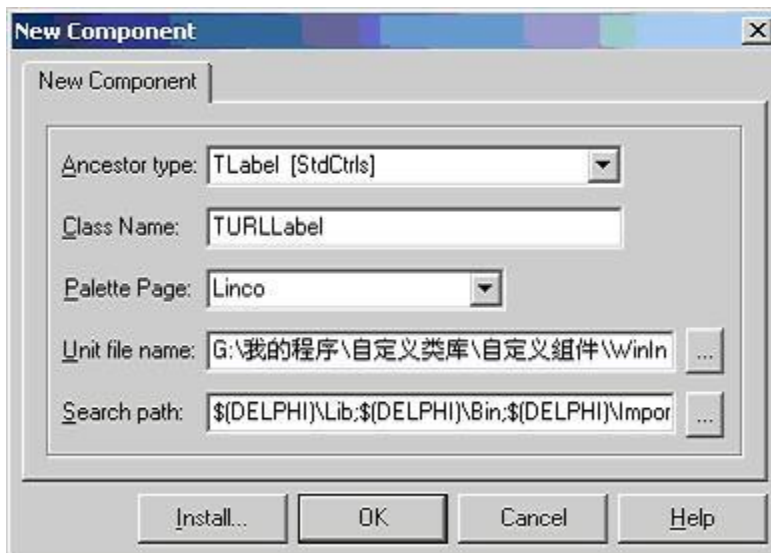 New Component
New Component
Ancestor type: TLabel [StdCtrls]
Class Name: TURLLabel
Palette Page: Linco
Unit file name: G:\我的程序\自定义类库\自定义组件\WinIn ...
Search path: $(DELPHI)\Lib;$(DELPHI)\Bin;$(DELPHI)\Impor ...
Install... OK Cancel Help